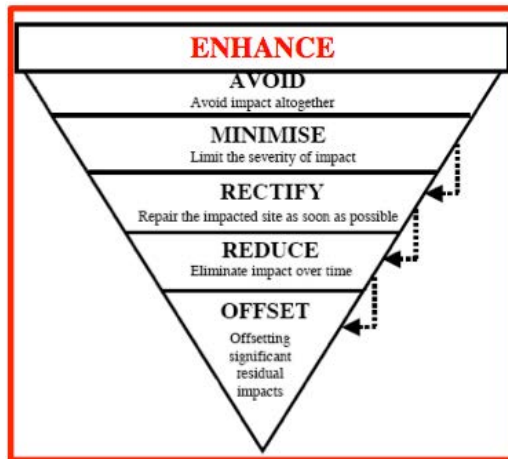 ENHANCE
AVOID
Avoid impact altogether
MINIMISE
Limit the severity of impact
RECTIFY
Repair the impacted site as soon as possible
REDUCE
Eliminate impact over time
OFFSET
Offsetting
significant
residual
impacts